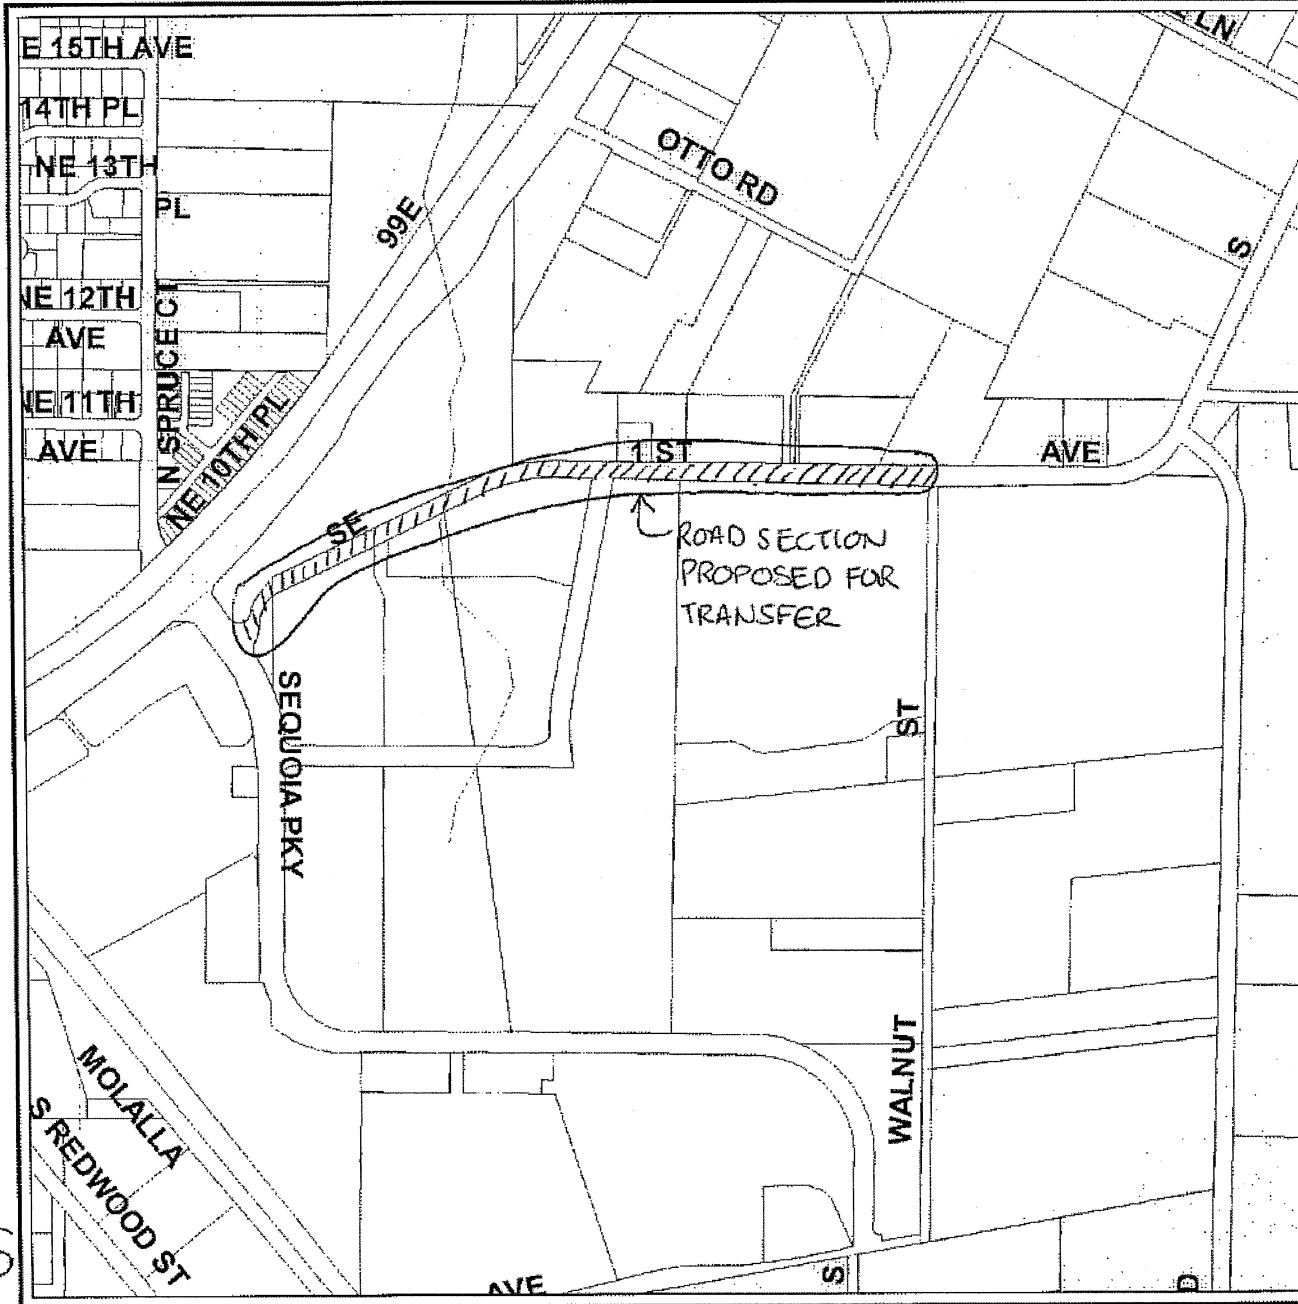 E 15TH AVE
14TH PL
NE 13TH
PL
NE 12TH
AVE
NE 11TH
AVE
N SPRUCE CT
NE 10TH PL
99E
OTTO RD
LN
S
SE
1 ST
AVE
ROAD SECTION
PROPOSED FOR
TRANSFER
SEQUOIA PKY
ST
WALNUT
MOLALLA
S REDWOOD ST
AVE
S
D